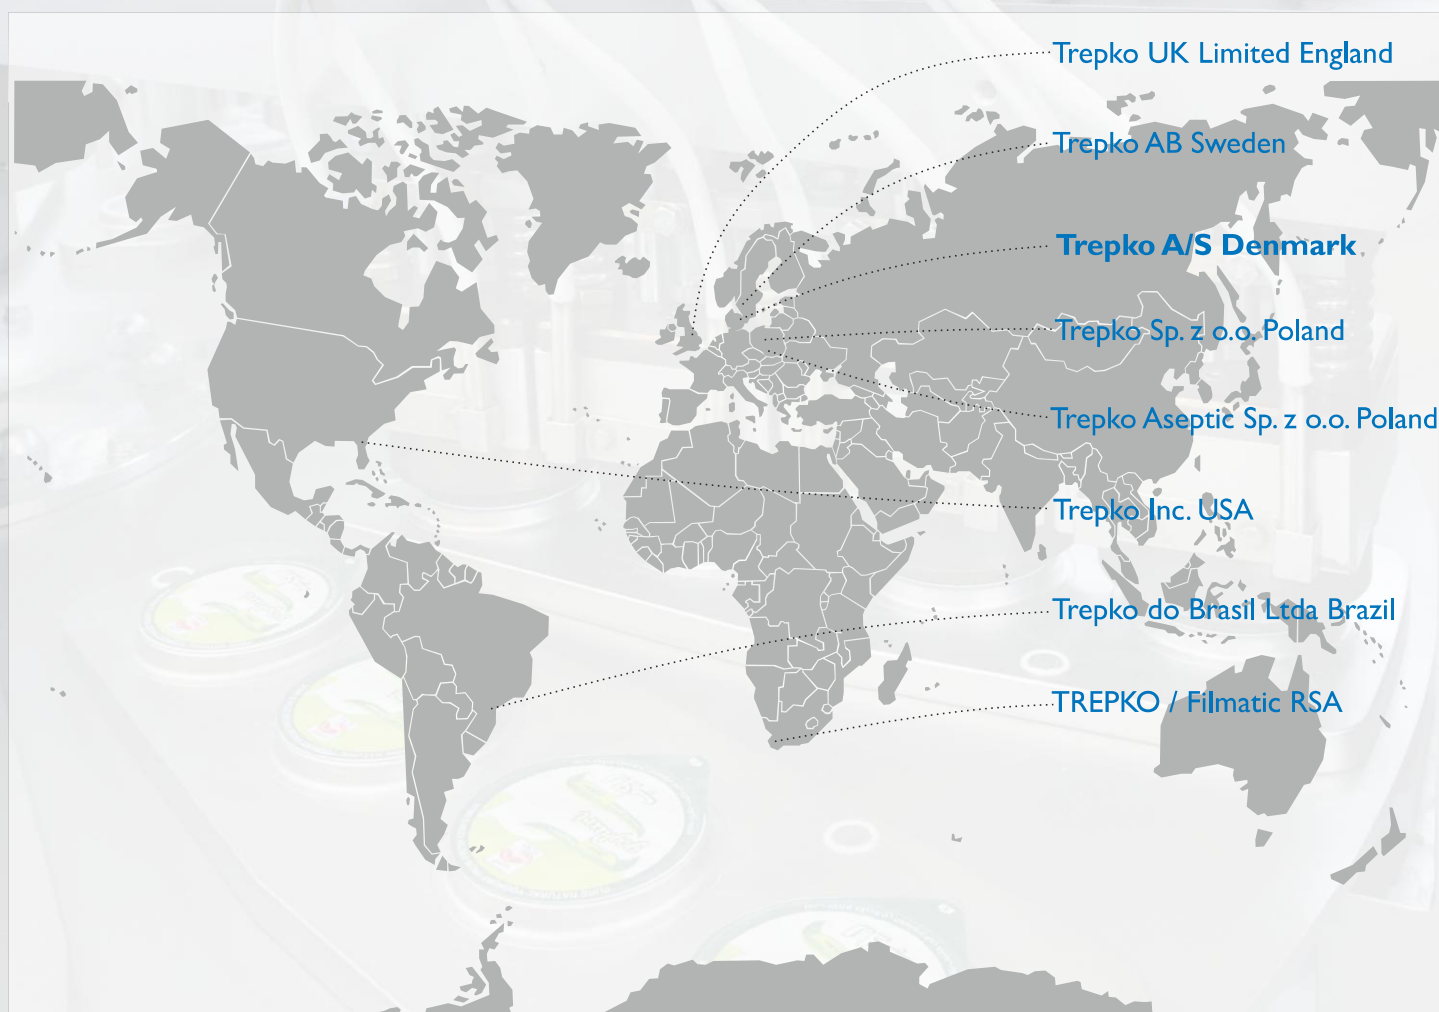 Trepko UK Limited England
Trepko AB Sweden
Trepko A/S Denmark
Trepko Sp. z o.o. Poland
Trepko Aseptic Sp. z o.o. Poland
Trepko Inc. USA
Trepko do Brasil Ltda Brazil
TREPKO / Filmatic RSA